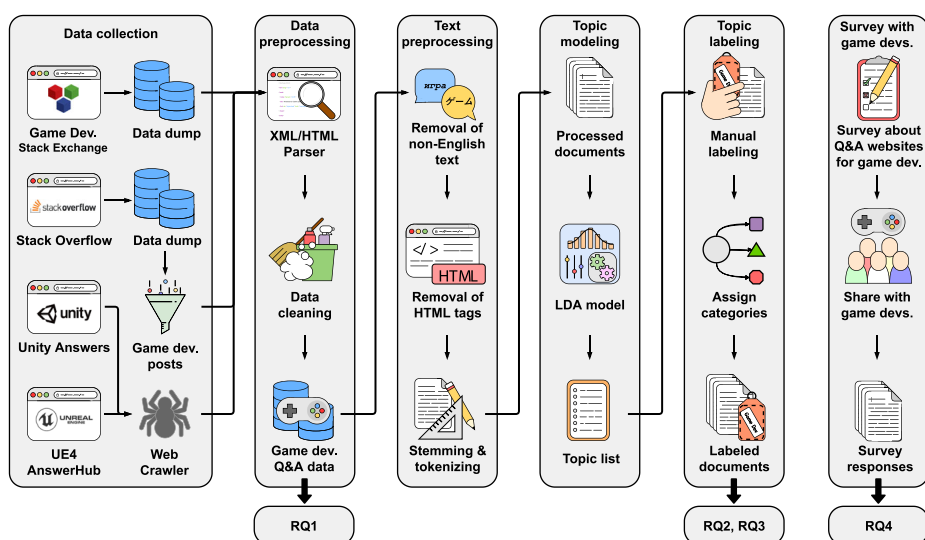 Data collection
Game Dev.
Stack Exchange
Data dump
stackoverflow
Stack Overflow
Data dump
unity
Unity Answers
Game dev.
posts
UNREAL
ENGINE
UE4
AnswerHub
Web
Crawler
Data
preprocessing
XML/HTML
Parser
Data
cleaning
Game dev.
Q&A data
RQ1
Text
preprocessing
игра
ゲーム
Removal of
non-English
text
</>
HTML
Removal of
HTML tags
Stemming &
tokenizing
Topic
modeling
Processed
documents
LDA model
Topic list
Topic
labeling
Manual
labeling
Assign
categories
Labeled
documents
RQ2, RQ3
Survey with
game devs.
Survey about
Q&A websites
for game dev.
Share with
game devs.
Survey
responses
RQ4